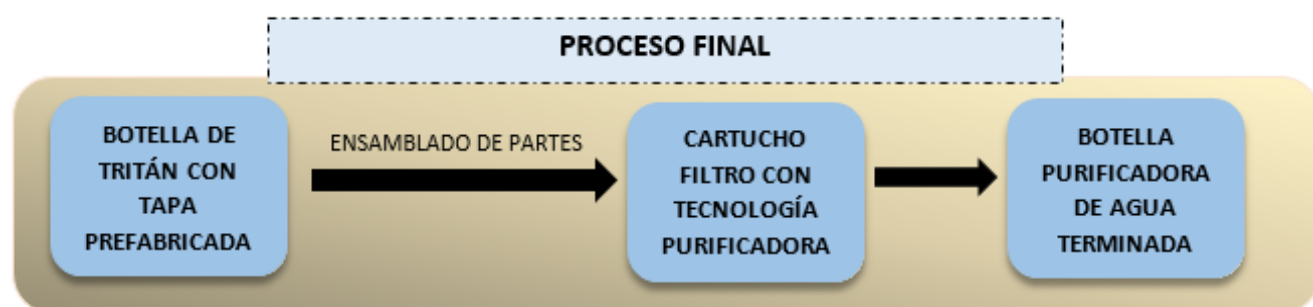 PROCESO FINAL
BOTELLA DE
TRITÁN CON
TAPA
PREFABRICADA
ENSAMBLADO DE PARTES
CARTUCHO
FILTRO CON
TECNOLOGÍA
PURIFICADORA
BOTELLA
PURIFICADORA
DE AGUA
TERMINADA